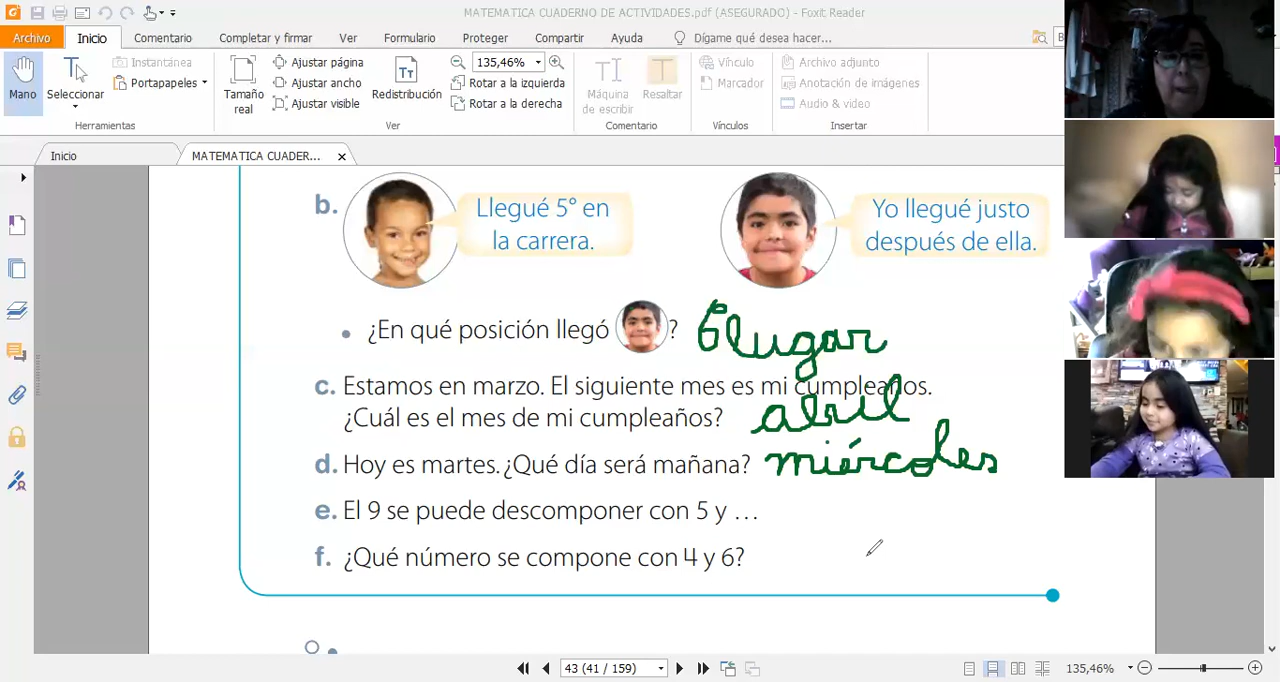 MATEMATICA CUADERNO DE ACTIVIDADES.pdf (ASEGURADO) - Foxit Reader
Archivo Inicio Comentario Completar y firmar Ver Formulario Proteger Compartir Ayuda Dígame qué desea hacer...
Mano
Seleccionar
Instantánea
Portapapeles
Herramientas
Tamaño real
Ajustar página
Ajustar ancho
Ajustar visible
Redistribución
135,46%
Rotar a la izquierda
Rotar a la derecha
Ver
Máquina de escribir
Resaltar
Comentario
Vínculo
Marcador
Vínculos
Archivo adjunto
Anotación de imágenes
Audio & video
Insertar
Inicio
MATEMATICA CUADER...
b.
Llegué 5° en
la carrera.
Yo llegué justo
después de ella.
• ¿En qué posición llegó ? 6 lugar
c. Estamos en marzo. El siguiente mes es mi cumpleaños.
¿Cuál es el mes de mi cumpleaños? abril
d. Hoy es martes. ¿Qué día será mañana? miércoles
e. El 9 se puede descomponer con 5 y ...
f. ¿Qué número se compone con 4 y 6?
43 (41 / 159)
135,46%